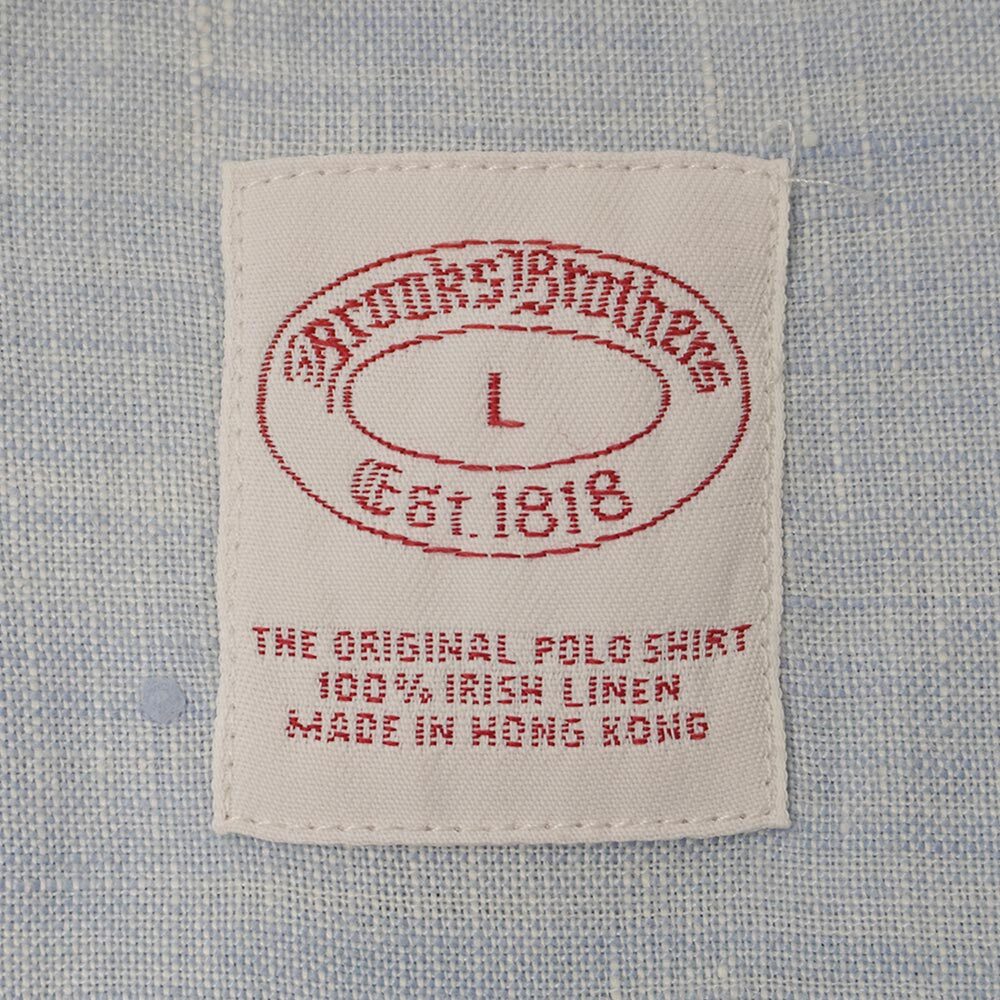 Brooks Brothers
L
Est. 1818
THE ORIGINAL POLO SHIRT
100% IRISH LINEN
MADE IN HONG KONG